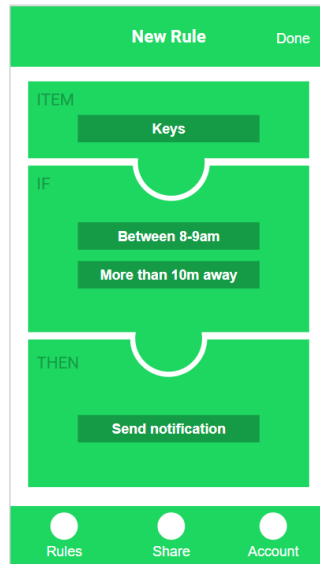 New Rule
Done
ITEM
Keys
IF
Between 8-9am
More than 10m away
THEN
Send notification
Rules
Share
Account